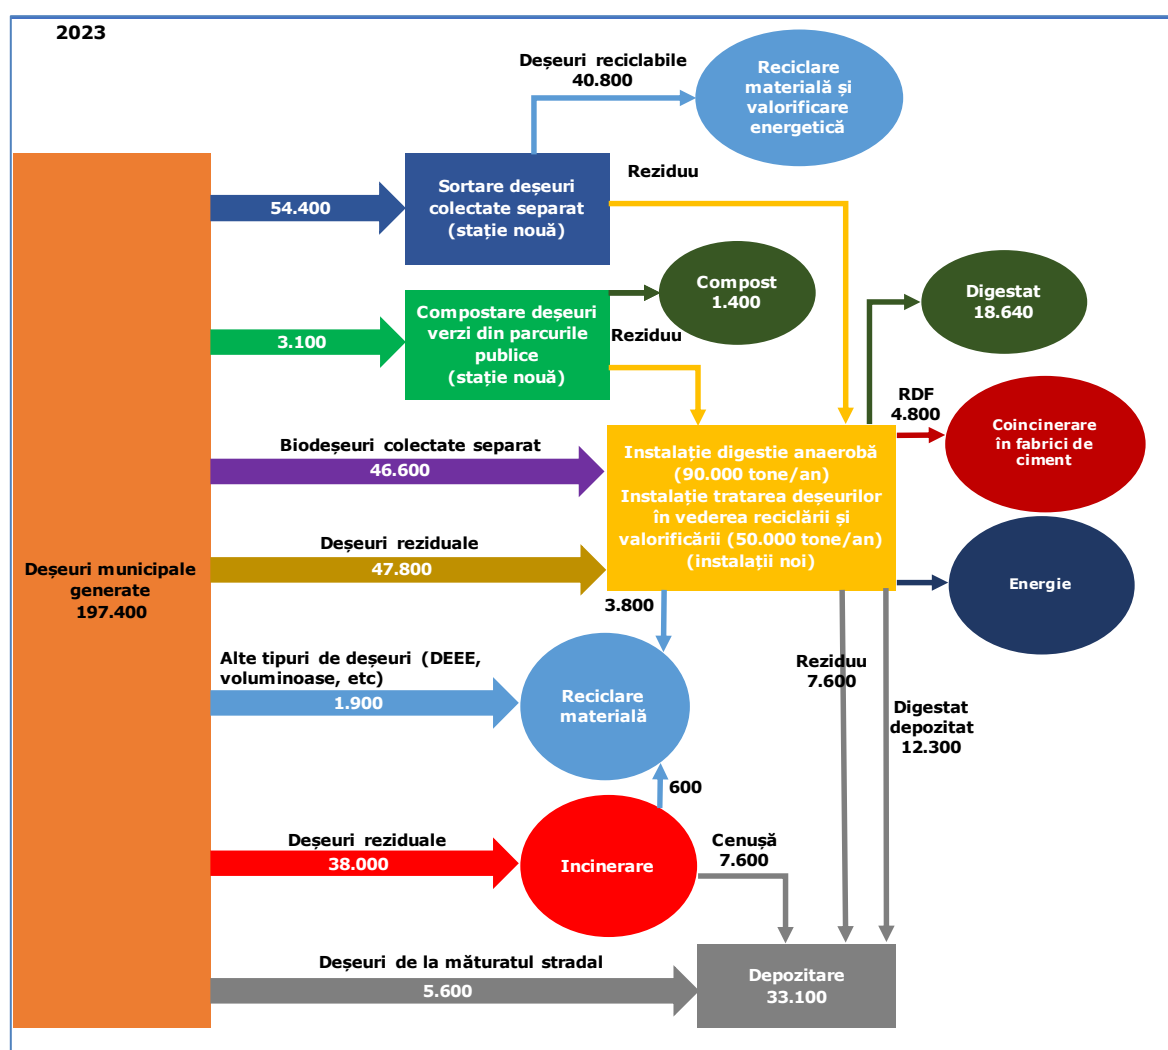 2023
Deșeuri reciclabile
40.800
Reciclare
materială și
valorificare
energetică
54.400
Sortare deșeuri
colectate separat
(stație nouă)
Reziduu
Compost
1.400
Digestat
18.640
3.100
Compostare deșeuri
verzi din parcurile
publice
(stație nouă)
Reziduu
RDF
4.800
Coincinerare
în fabrici de
ciment
Biodeșeuri colectate separat
46.600
Instalație digestie anaerobă
(90.000 tone/an)
Instalație tratarea deșeurilor
în vederea reciclării și
valorificării (50.000 tone/an)
(instalații noi)
Deșeuri reziduale
47.800
Deșeuri municipale
generate
197.400
Energie
3.800
Alte tipuri de deșeuri (DEEE,
voluminoase, etc)
1.900
Reciclare
materială
Reziduu
7.600
Digestat
depozitat
12.300
600
Deșeuri reziduale
38.000
Incinerare
Cenușă
7.600
Deșeuri de la măturatul stradal
5.600
Depozitare
33.100